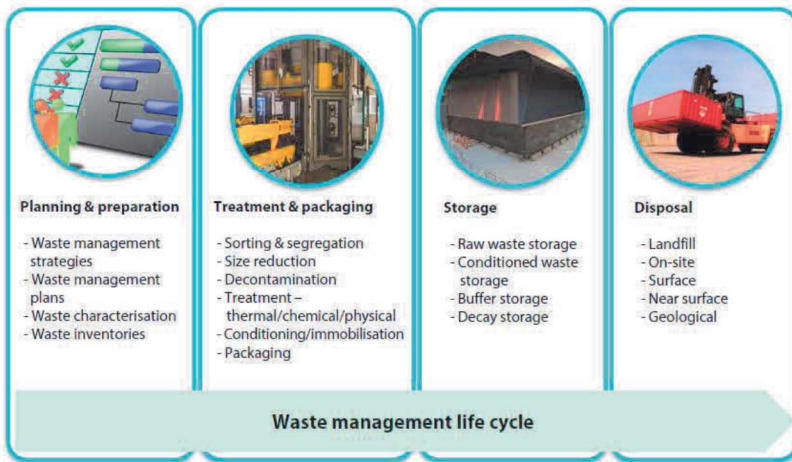 Planning & preparation
- Waste management
strategies
- Waste management
plans
- Waste characterisation
- Waste inventories
Treatment & packaging
- Sorting & segregation
- Size reduction
- Decontamination
- Treatment –
thermal/chemical/physical
- Conditioning/immobilisation
- Packaging
Storage
- Raw waste storage
- Conditioned waste
storage
- Buffer storage
- Decay storage
Disposal
- Landfill
- On-site
- Surface
- Near surface
- Geological
Waste management life cycle